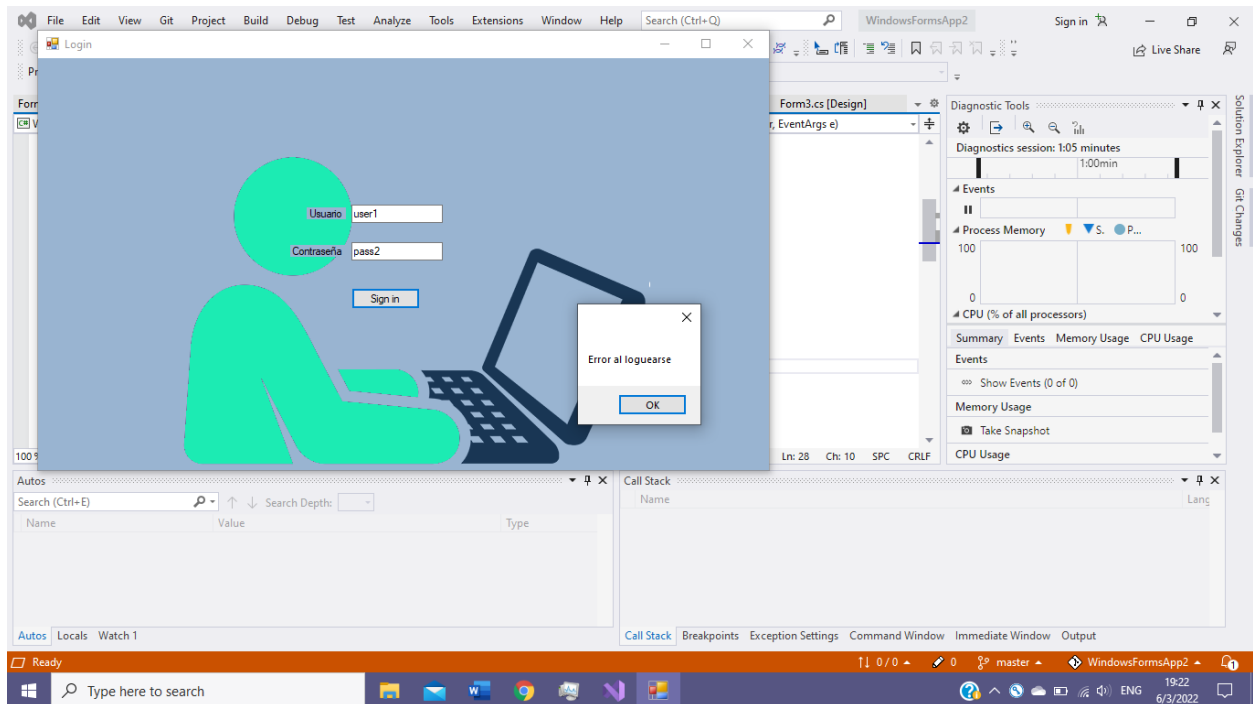 File Edit View Git Project Build Debug Test Analyze Tools Extensions Window Help Search (Ctrl+Q) WindowsFormsApp2 Sign in
Login
Live Share
Pr
Form Form3.cs [Design]
r, EventArgs e)
Usuario user1
Contraseña pass2
Sign in
Error al loguearse
OK
100 % Ln: 28 Ch: 10 SPC CRLF
Diagnostic Tools
Diagnostics session: 1:05 minutes
1:00min
Events
Process Memory S. P...
100 100
0 0
CPU (% of all processors)
Summary Events Memory Usage CPU Usage
Events
Show Events (0 of 0)
Memory Usage
Take Snapshot
CPU Usage
Solution Explorer
Git Changes
Autos
Search (Ctrl+E) Search Depth:
Name Value Type
Autos Locals Watch 1
Call Stack
Name Lang
Call Stack Breakpoints Exception Settings Command Window Immediate Window Output
Ready 0 / 0 0 master WindowsFormsApp2 1
Type here to search ENG 19:22
6/3/2022